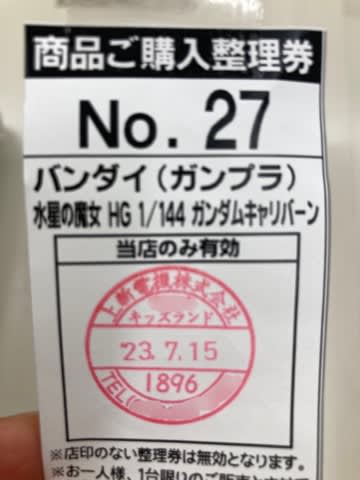 商品ご購入整理券
No. 27
バンダイ(ガンプラ)
水星の魔女 HG 1/144 ガンダムキャリバーン
当店のみ有効
上新電機株式会社
キッズランド
23.7.15
1896
TEL(
※店印のない整理券は無効となります。
※お一人様、1台限りのご販売とさせて